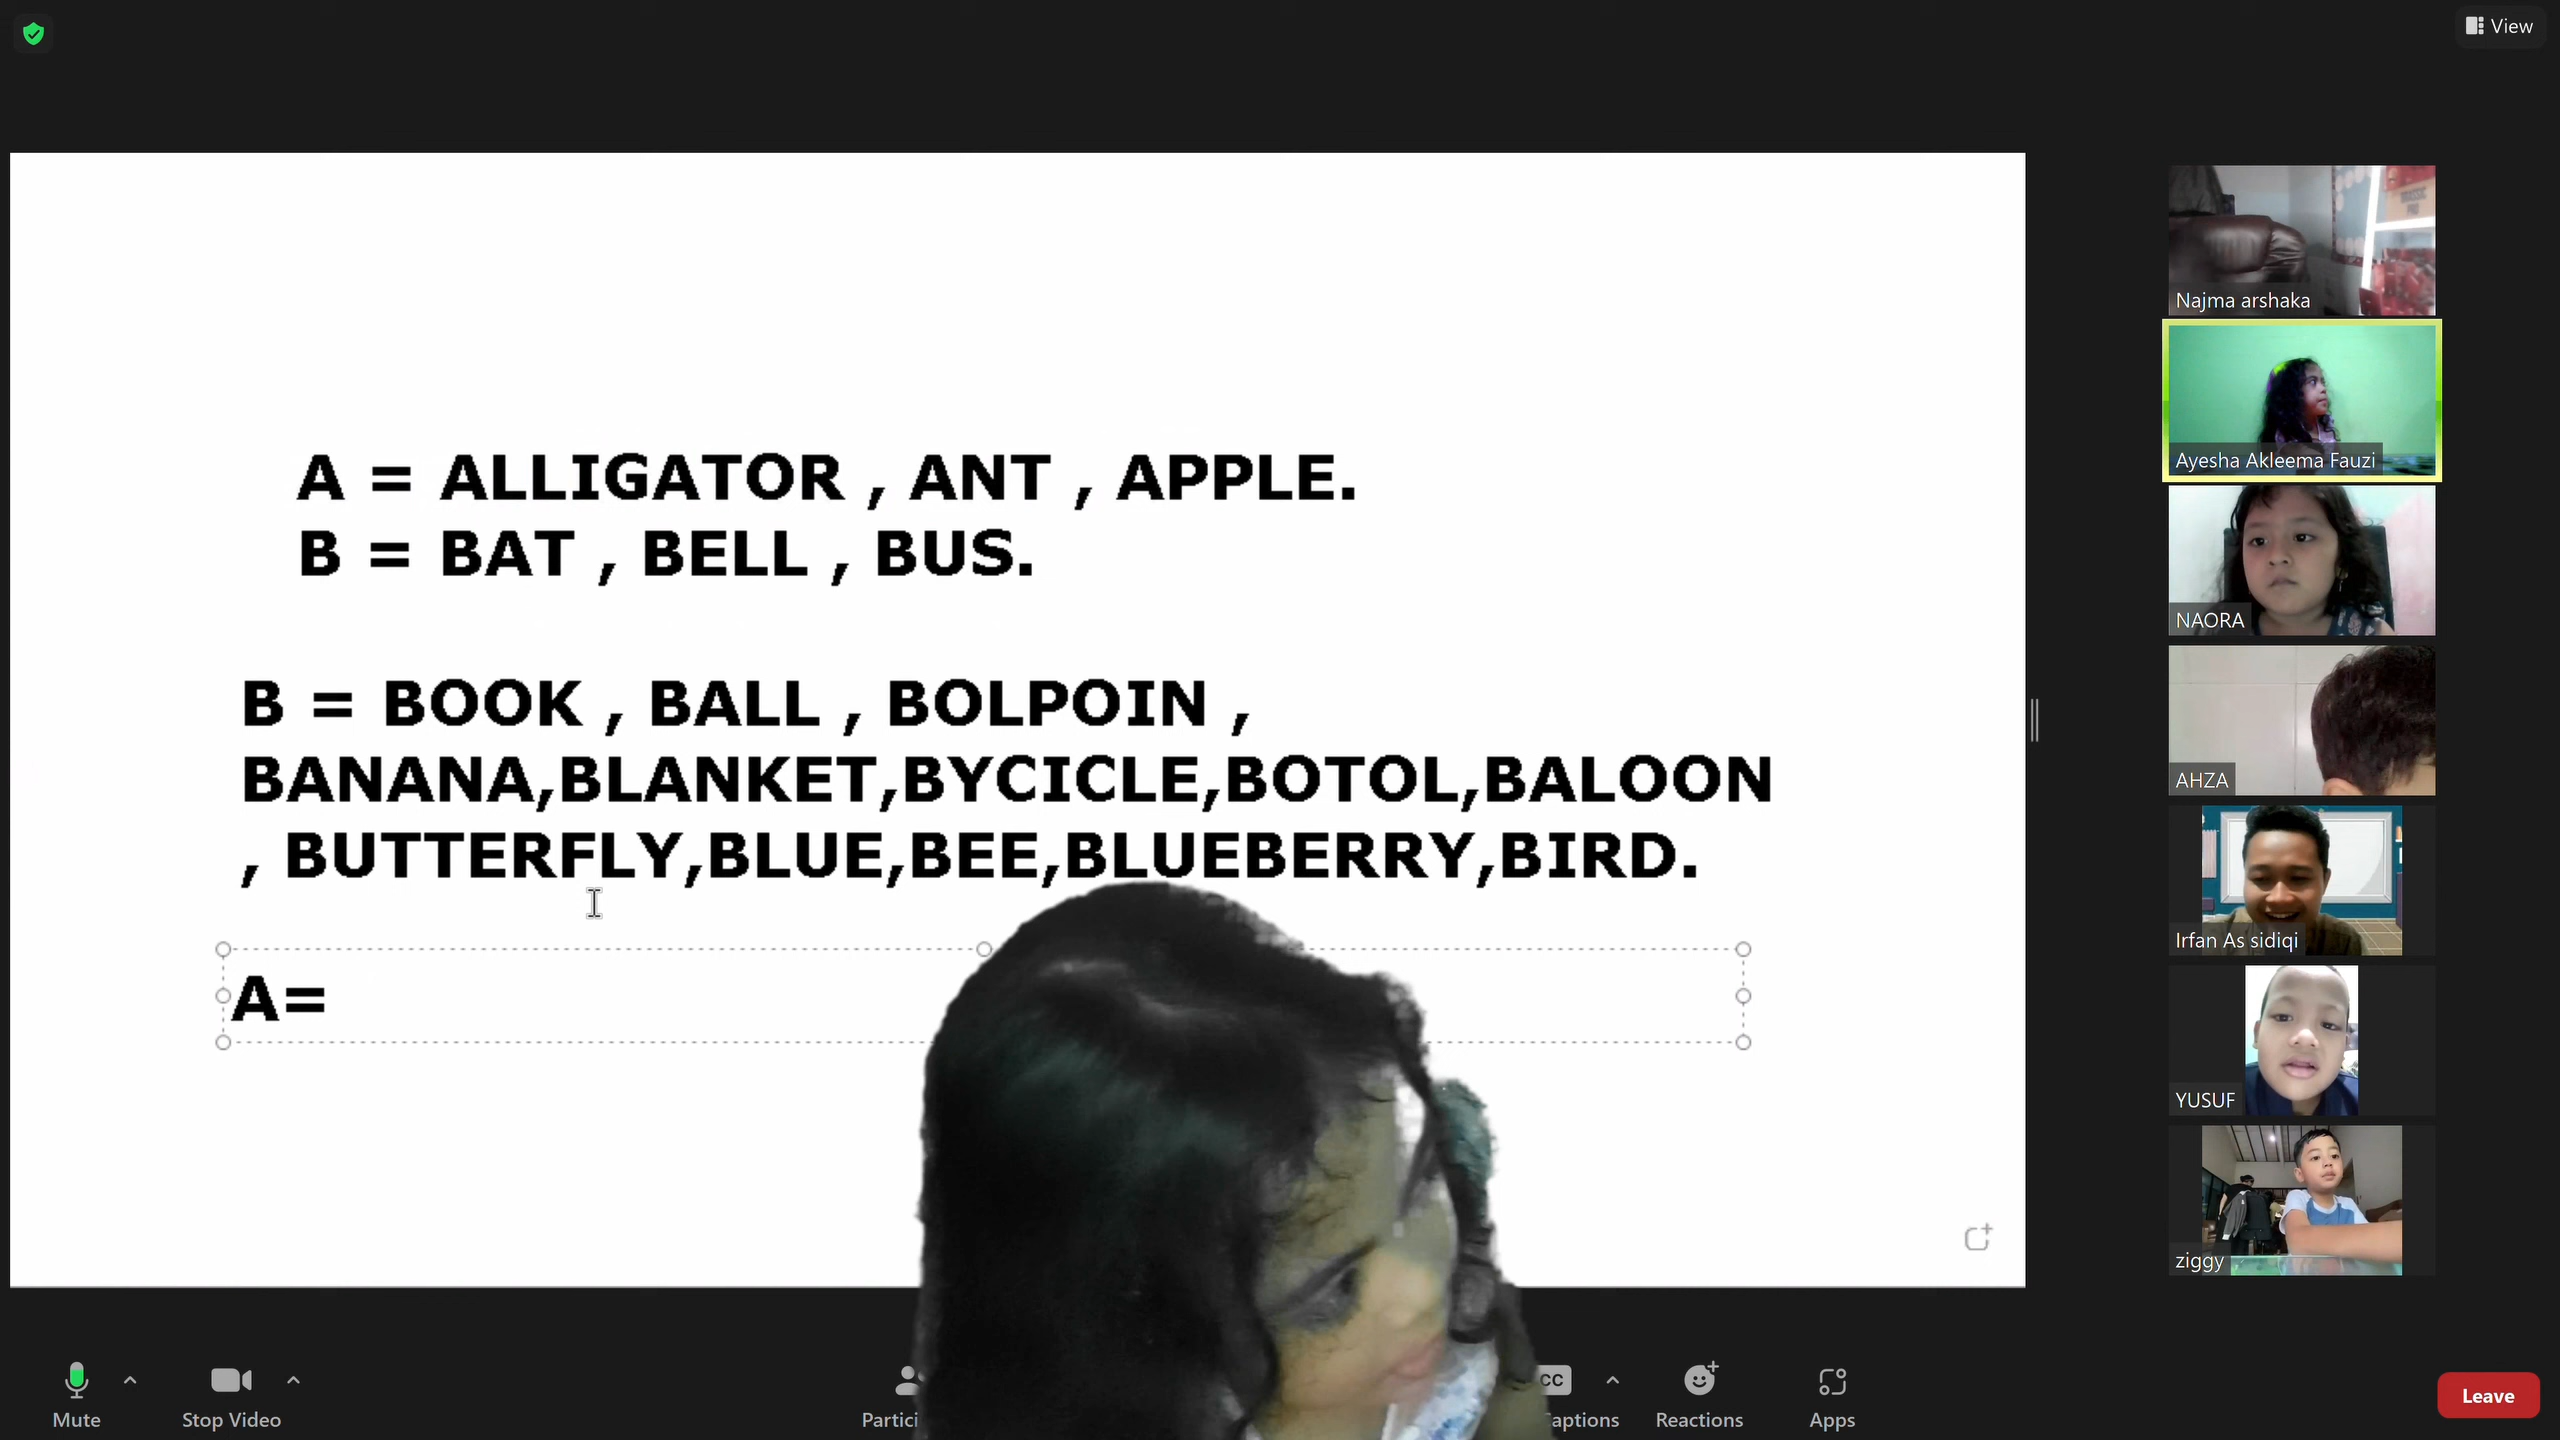 View
A = ALLIGATOR , ANT , APPLE.
B = BAT , BELL , BUS.
B = BOOK , BALL , BOLPOIN ,
BANANA,BLANKET,BYCICLE,BOTOL,BALOON
, BUTTERFLY,BLUE,BEE,BLUEBERRY,BIRD.
A=
Najma arshaka
Ayesha Akleema Fauzi
NAORA
AHZA
Irfan As sidiqi
YUSUF
ziggy
Mute
Stop Video
CC
Reactions
Apps
Leave